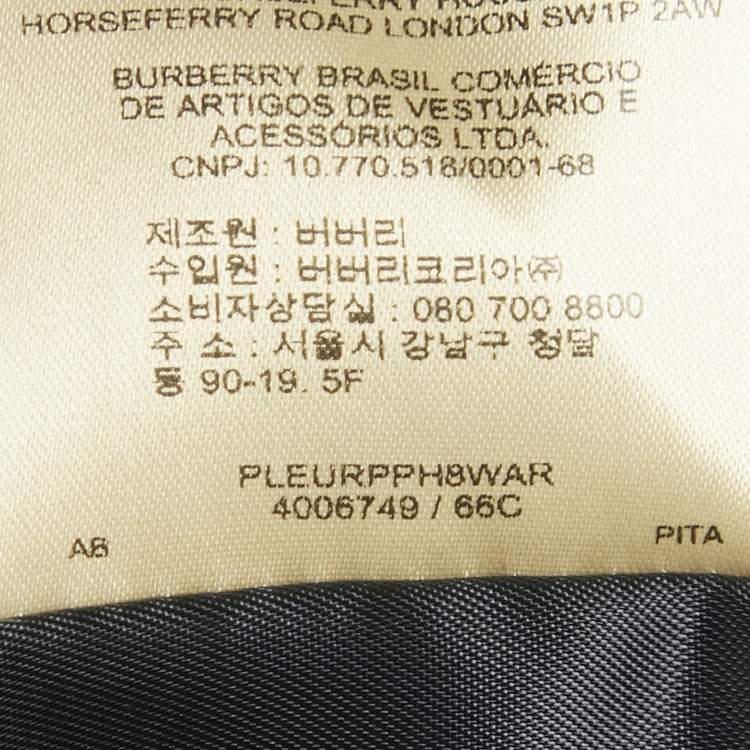 HORSEFERRY ROAD LONDON SW1P 2AW
BURBERRY BRASIL COMÉRCIO
DE ARTIGOS DE VESTUÁRIO E
ACESSÓRIOS LTDA.
CNPJ: 10.770.518/0001-68
제조원 : 버버리
수입원 : 버버리코리아(주)
소비자상담실 : 080 700 8800
주 소 : 서울시 강남구 청담
동 90-19. 5F
PLEURPPH8WAR
4006749 / 66C
AB
PITA